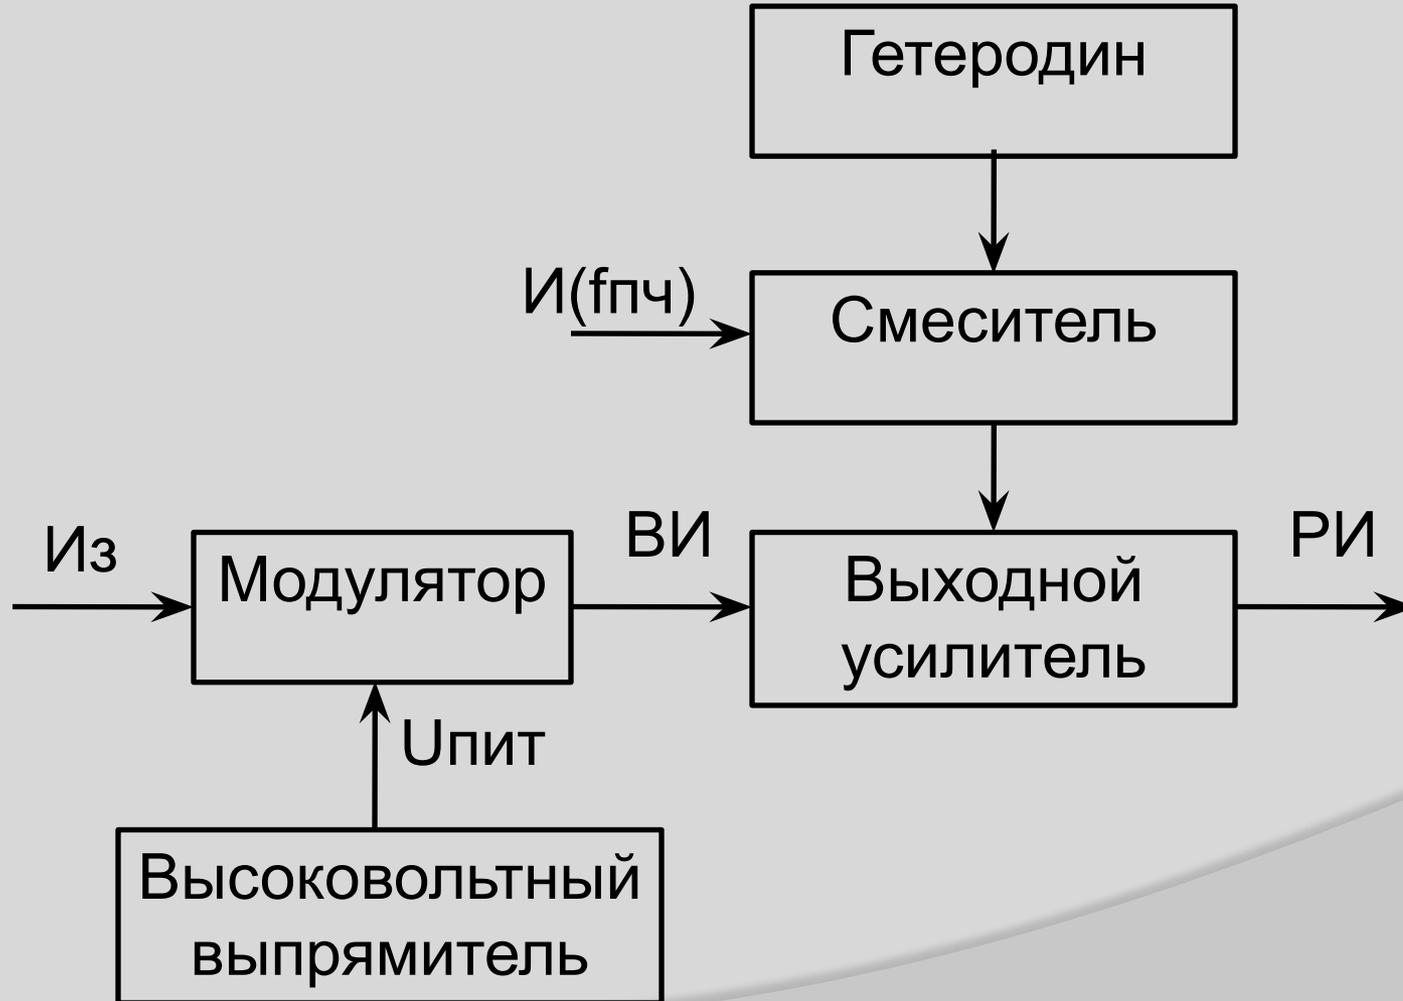 Гетеродин
И(fпч)
Смеситель
Из
Модулятор
ВИ
Выходной
усилитель
РИ
Uпит
Высоковольтный
выпрямитель